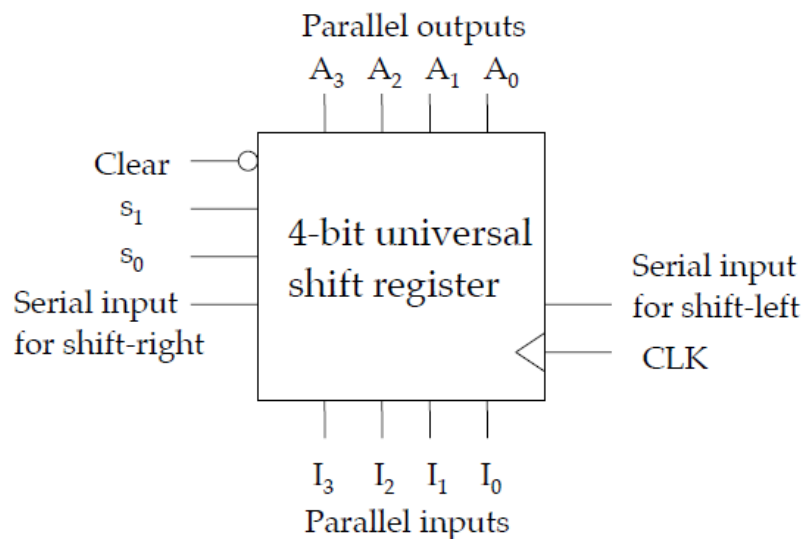 Parallel outputs
A₃ A₂ A₁ A₀
Clear
s₁
s₀
Serial input
for shift-right
4-bit universal
shift register
Serial input
for shift-left
CLK
I₃ I₂ I₁ I₀
Parallel inputs